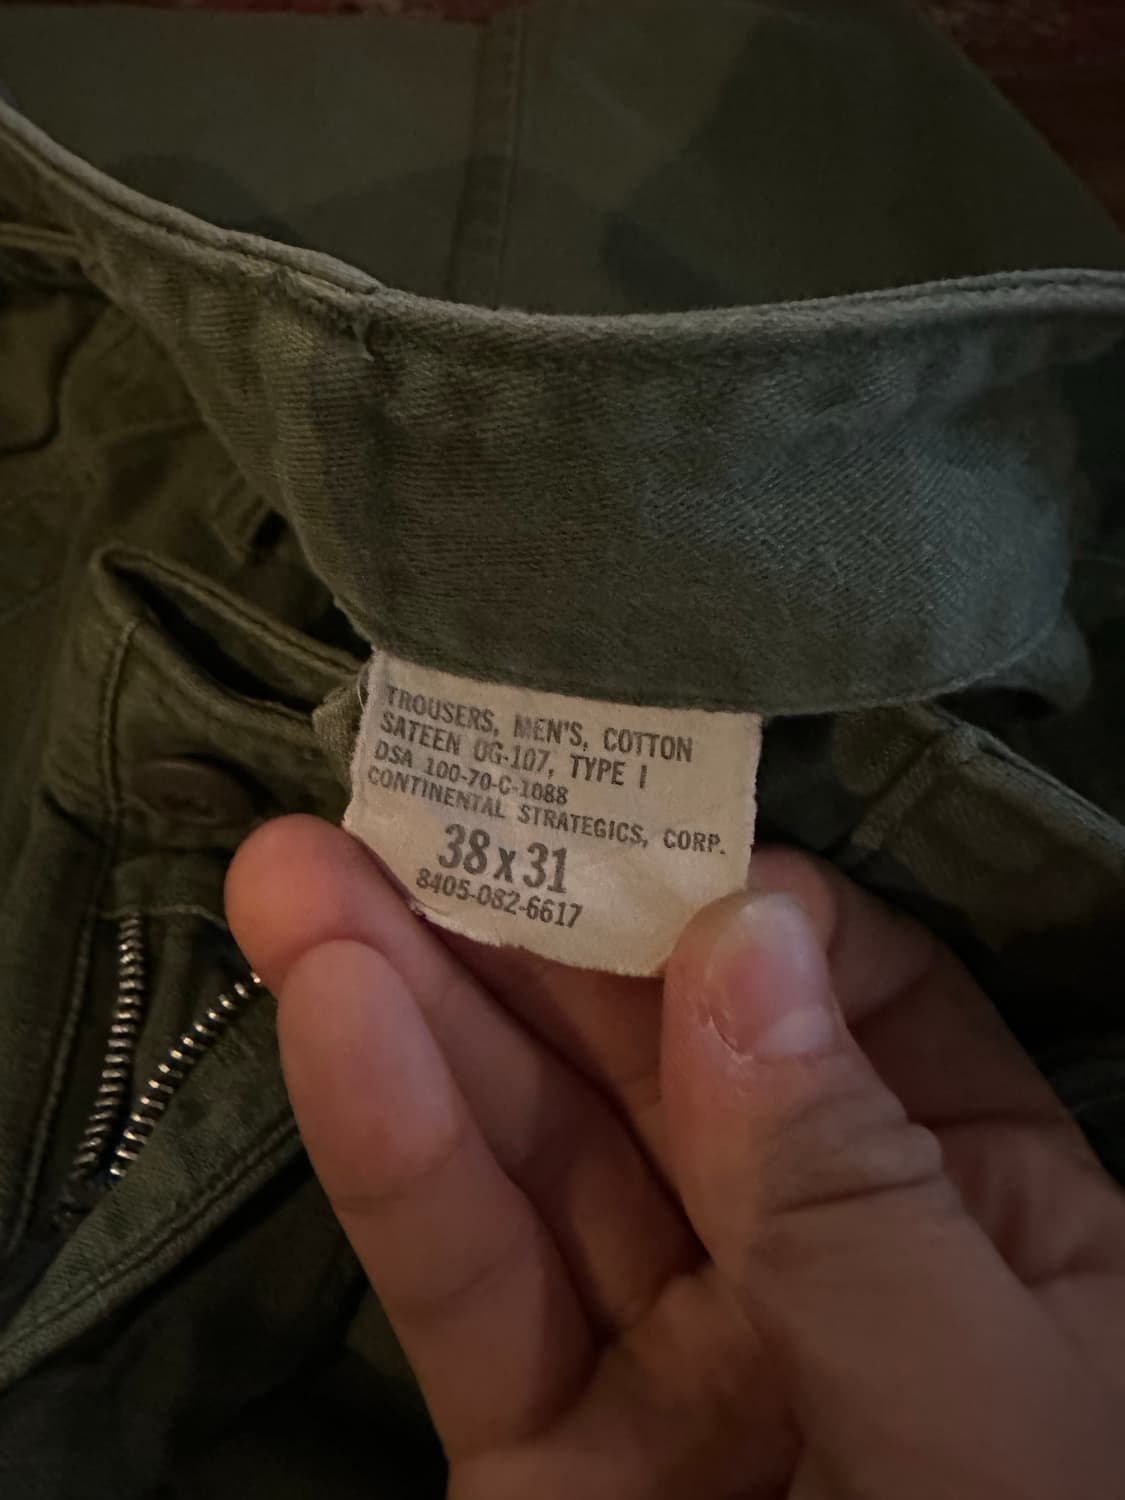 TROUSERS, MEN'S, COTTON
SATEEN OG-107, TYPE I
DSA 100-70-C-1088
CONTINENTAL STRATEGICS, CORP.
38 x 31
8405-082-6617